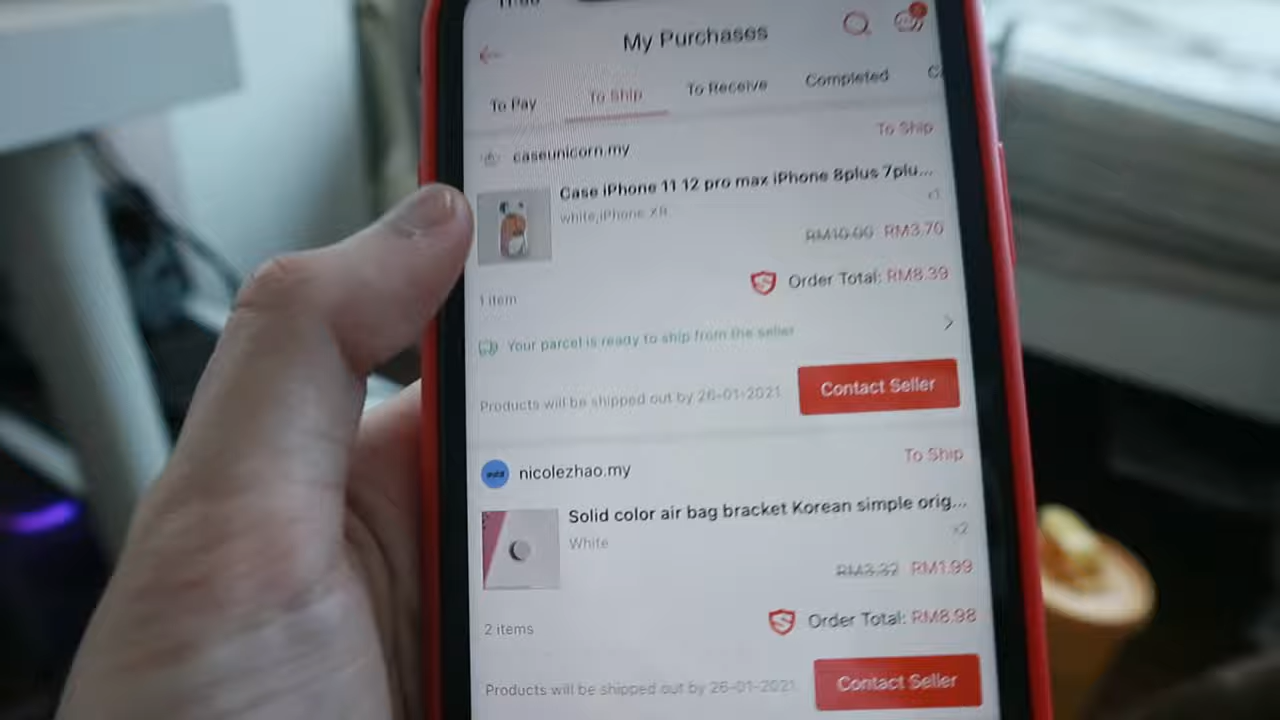 My Purchases
To Pay To Ship To Receive Completed
To Ship
caseunicorn.my
Case iPhone 11 12 pro max iPhone 8plus 7plu...
white,iPhone XR
x1
RM10.00 RM3.70
Order Total: RM8.39
1 item
Your parcel is ready to ship from the seller
Products will be shipped out by 26-01-2021
Contact Seller
To Ship
nicolezhao.my
Solid color air bag bracket Korean simple orig...
White
x2
RM3.32 RM1.99
Order Total: RM8.98
2 items
Products will be shipped out by 26-01-2021
Contact Seller